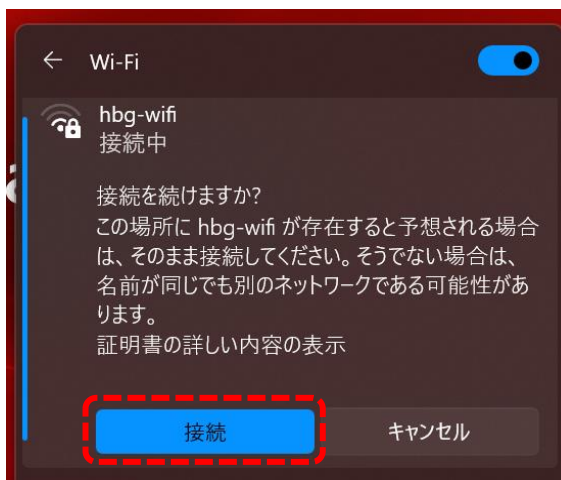 Wi-Fi
hbg-wifi
接続中
接続を続けますか?
この場所に hbg-wifi が存在すると予想される場合
は、そのまま接続してください。そうでない場合は、
名前が同じでも別のネットワークである可能性があ
ります。
証明書の詳しい内容の表示
接続
キャンセル